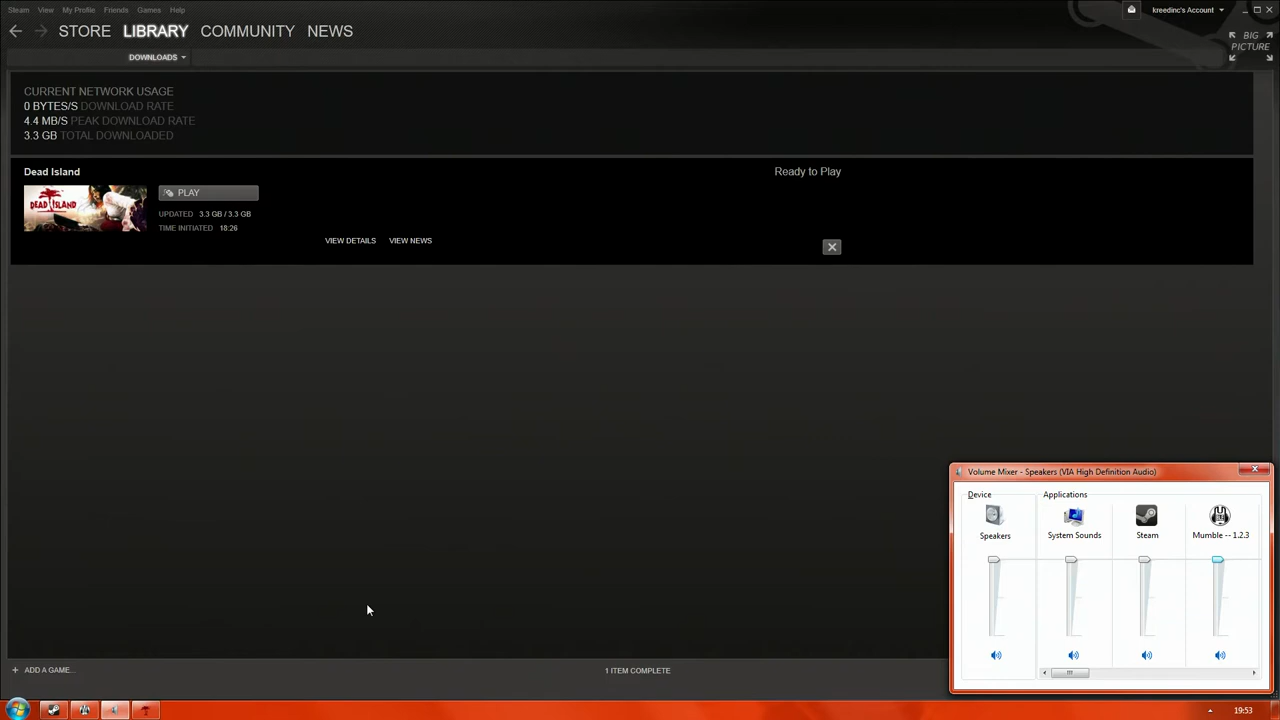 Steam View My Profile Friends Games Help
kreedinc's Account
STORE LIBRARY COMMUNITY NEWS
BIG
PICTURE
DOWNLOADS
CURRENT NETWORK USAGE
0 BYTES/S DOWNLOAD RATE
4.4 MB/S PEAK DOWNLOAD RATE
3.3 GB TOTAL DOWNLOADED
Dead Island
Ready to Play
DEAD ISLAND
PLAY
UPDATED 3.3 GB / 3.3 GB
TIME INITIATED 18:26
VIEW DETAILS VIEW NEWS
Volume Mixer - Speakers (VIA High Definition Audio)
Device
Applications
Speakers
System Sounds
Steam
Mumble -- 1.2.3
+ ADD A GAME...
1 ITEM COMPLETE
19:53